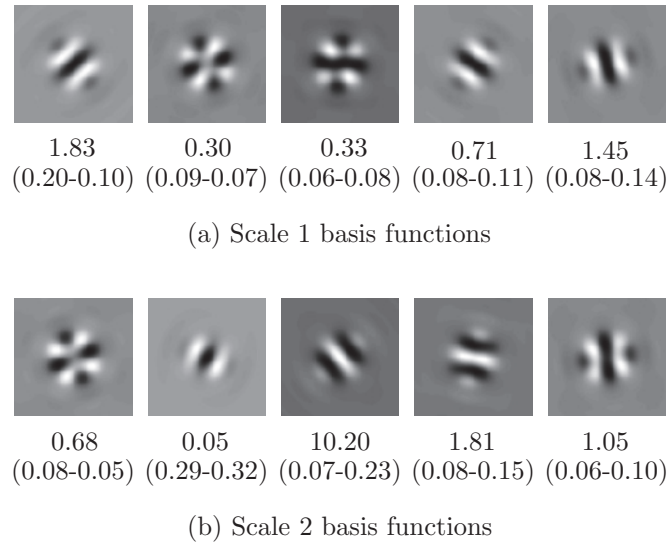 1.83 0.30 0.33 0.71 1.45
(0.20-0.10) (0.09-0.07) (0.06-0.08) (0.08-0.11) (0.08-0.14)
(a) Scale 1 basis functions
0.68 0.05 10.20 1.81 1.05
(0.08-0.05) (0.29-0.32) (0.07-0.23) (0.08-0.15) (0.06-0.10)
(b) Scale 2 basis functions